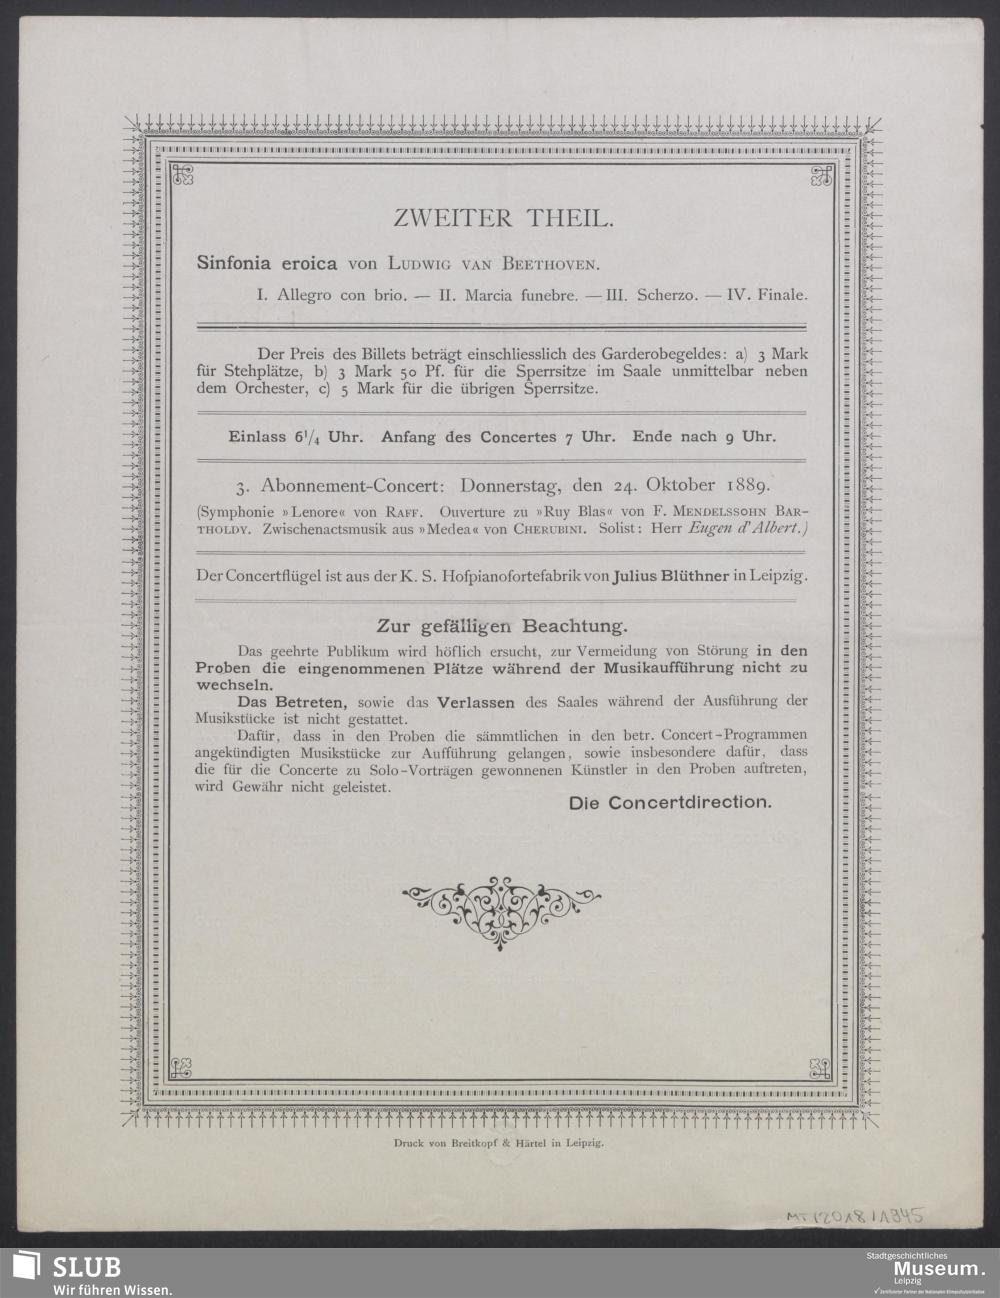 ZWEITER THEIL.
Sinfonia eroica von LUDWIG VAN BEETHOVEN.
I. Allegro con brio. — II. Marcia funebre. — III. Scherzo. — IV. Finale.
Der Preis des Billets beträgt einschliesslich des Garderobegeldes: a) 3 Mark
für Stehplätze, b) 3 Mark 50 Pf. für die Sperrsitze im Saale unmittelbar neben
dem Orchester, c) 5 Mark für die übrigen Sperrsitze.
Einlass 6¹/₄ Uhr. Anfang des Concertes 7 Uhr. Ende nach 9 Uhr.
3. Abonnement-Concert: Donnerstag, den 24. Oktober 1889.
(Symphonie »Lenore« von RAFF. Ouverture zu »Ruy Blas« von F. MENDELSSOHN BAR-
THOLDY. Zwischenactsmusik aus »Medea« von CHERUBINI. Solist: Herr Eugen d'Albert.)
Der Concertflügel ist aus der K. S. Hofpianofortefabrik von Julius Blüthner in Leipzig.
Zur gefälligen Beachtung.
Das geehrte Publikum wird höflich ersucht, zur Vermeidung von Störung in den
Proben die eingenommenen Plätze während der Musikaufführung nicht zu
wechseln.
Das Betreten, sowie das Verlassen des Saales während der Ausführung der
Musikstücke ist nicht gestattet.
Dafür, dass in den Proben die sämmtlichen in den betr. Concert-Programmen
angekündigten Musikstücke zur Aufführung gelangen, sowie insbesondere dafür, dass
die für die Concerte zu Solo-Vorträgen gewonnenen Künstler in den Proben auftreten,
wird Gewähr nicht geleistet.
Die Concertdirection.
Druck von Breitkopf & Härtel in Leipzig.
MT/2018/1945
SLUB
Wir führen Wissen.
Stadtgeschichtliches
Museum.
Leipzig
Zertifizierter Partner der Nationalen Klimaschutzinitiative